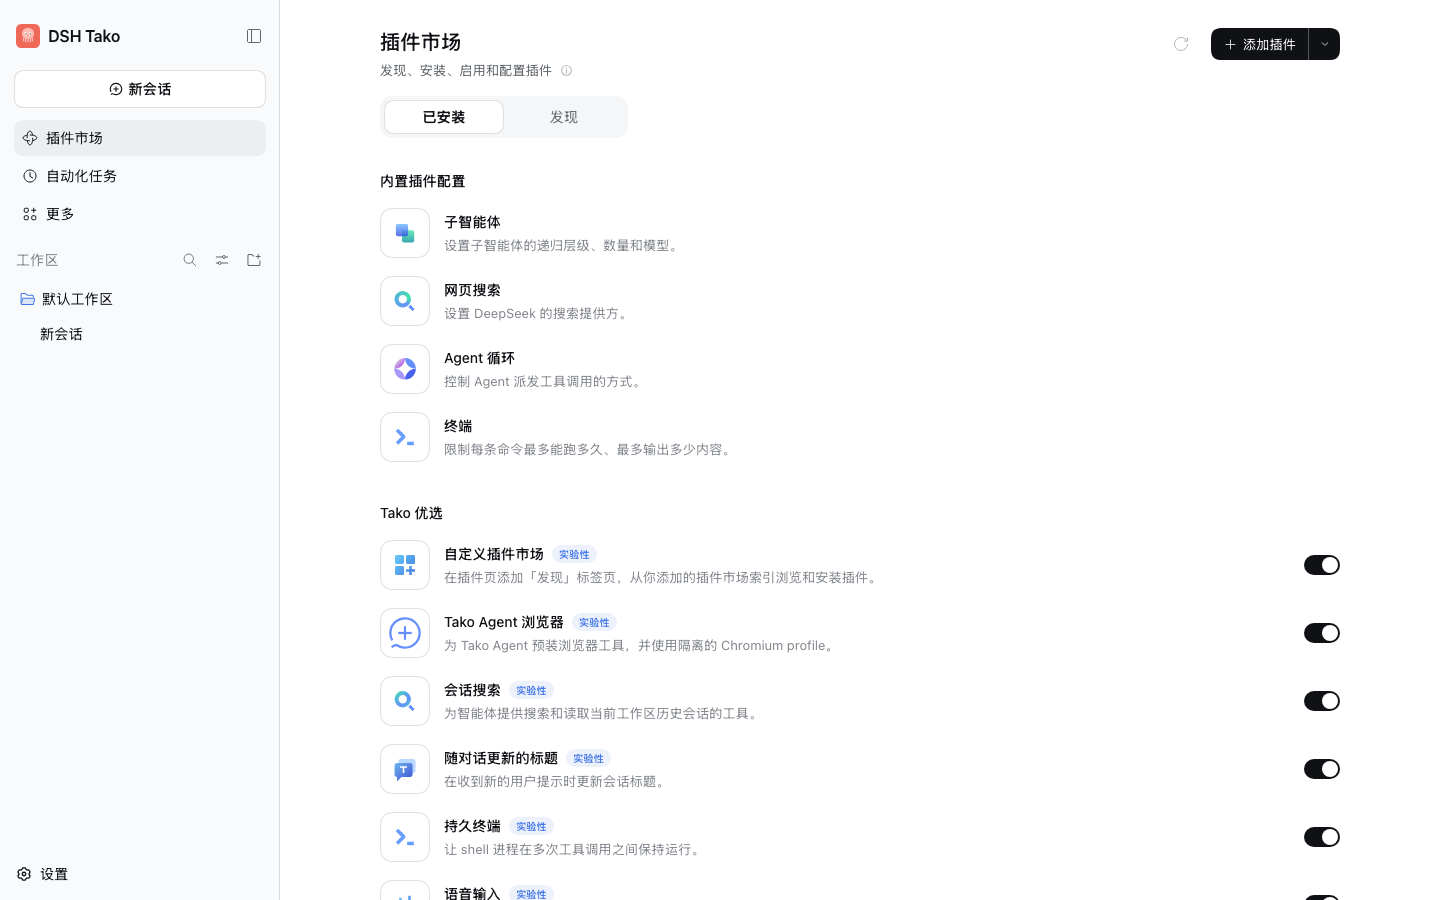 DSH Tako
新会话
插件市场
自动化任务
更多
工作区
默认工作区
新会话
设置
插件市场
发现、安装、启用和配置插件
添加插件
已安装
发现
内置插件配置
子智能体
设置子智能体的递归层级、数量和模型。
网页搜索
设置 DeepSeek 的搜索提供方。
Agent 循环
控制 Agent 派发工具调用的方式。
终端
限制每条命令最多能跑多久、最多输出多少内容。
Tako 优选
自定义插件市场 实验性
在插件页添加「发现」标签页，从你添加的插件市场索引浏览和安装插件。
Tako Agent 浏览器 实验性
为 Tako Agent 预装浏览器工具，并使用隔离的 Chromium profile。
会话搜索 实验性
为智能体提供搜索和读取当前工作区历史会话的工具。
随对话更新的标题 实验性
在收到新的用户提示时更新会话标题。
持久终端 实验性
让 shell 进程在多次工具调用之间保持运行。
语音输入 实验性